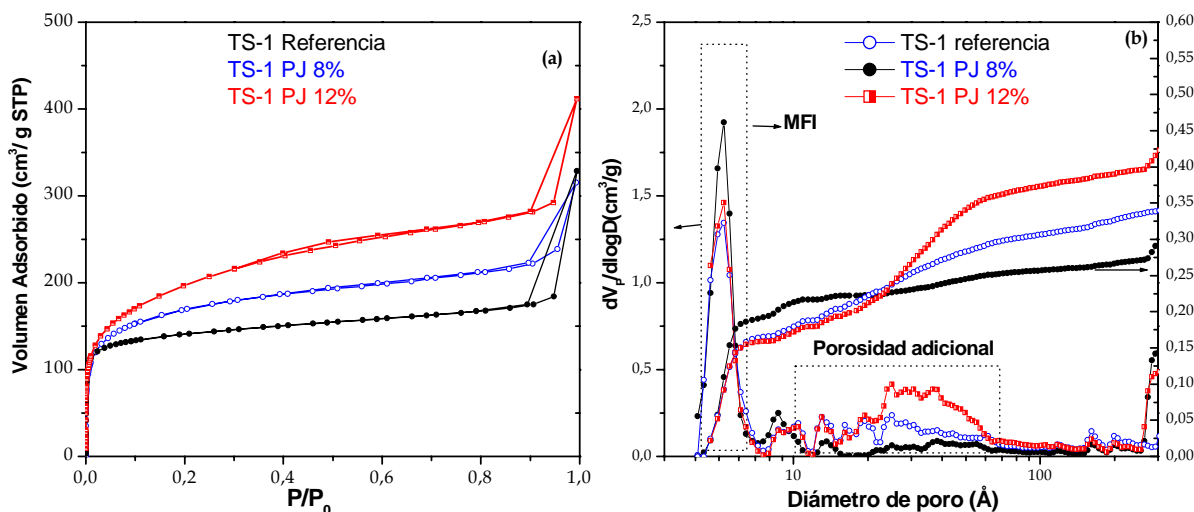 500
400
300
200
100
0
Volumen Adsorbido (cm³/ g STP)
0,0
0,2
0,4
0,6
0,8
1,0
P/P₀
TS-1 Referencia
TS-1 PJ 8%
TS-1 PJ 12%
(a)
2,5
2,0
1,5
1,0
0,5
0,0
dVₚ/dlogD(cm³/g)
TS-1 referencia
TS-1 PJ 8%
TS-1 PJ 12%
(b)
MFI
Porosidad adicional
10
100
Diámetro de poro (Å)
0,60
0,55
0,50
0,45
0,40
0,35
0,30
0,25
0,20
0,15
0,10
0,05
0,00